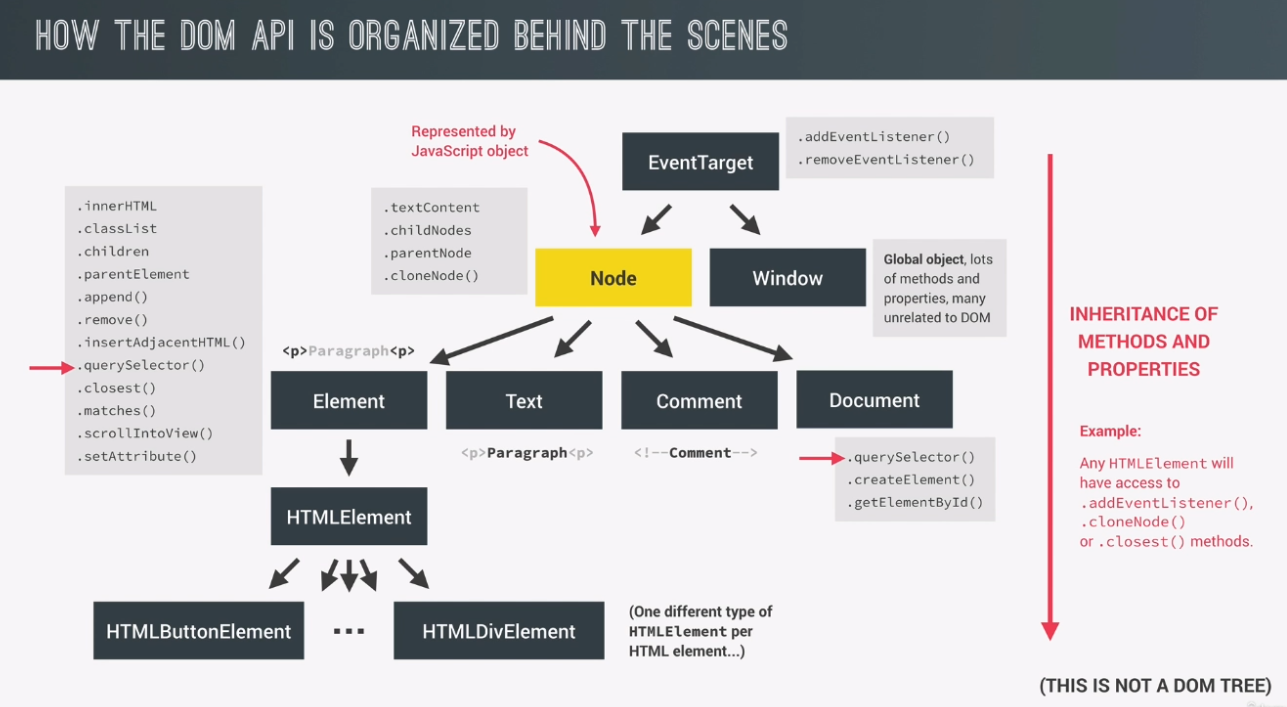 HOW THE DOM API IS ORGANIZED BEHIND THE SCENES
Represented by
JavaScript object
EventTarget
.addEventListener()
.removeEventListener()
.textContent
.childNodes
.parentNode
.cloneNode()
Node
Window
Global object, lots
of methods and
properties, many
unrelated to DOM
.innerHTML
.classList
.children
.parentElement
.append()
.remove()
.insertAdjacentHTML()
.querySelector()
.closest()
.matches()
.scrollIntoView()
.setAttribute()
<p>Paragraph<p>
Element
Text
Comment
Document
<p>Paragraph<p>
<!--Comment-->
.querySelector()
.createElement()
.getElementById()
HTMLElement
HTMLButtonElement
...
HTMLDivElement
(One different type of
HTMLElement per
HTML element...)
INHERITANCE OF
METHODS AND
PROPERTIES
Example:
Any HTMLElement will
have access to
.addEventListener(),
.cloneNode()
or .closest() methods.
(THIS IS NOT A DOM TREE)